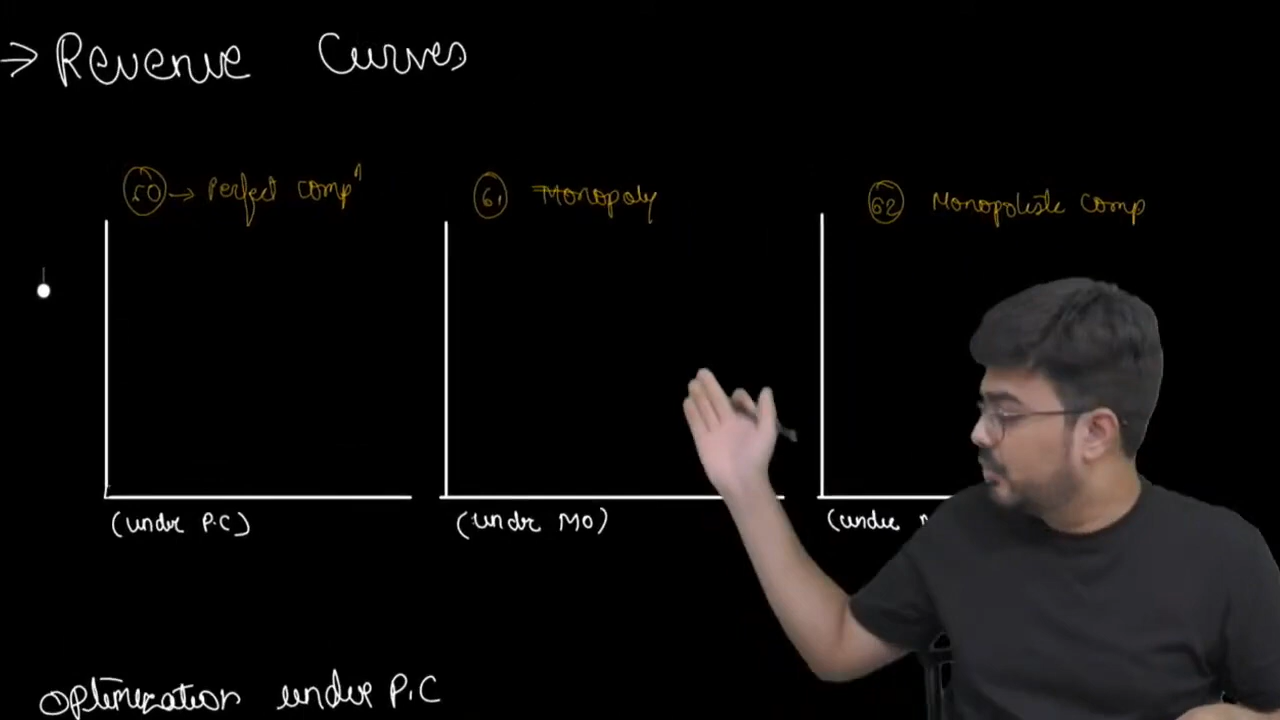 → Revenue Curves
60 → Perfect compⁿ
61 Monopoly
62 Monopolistic Comp
(under P.C)
(under MO)
(under M
optimization under P.C